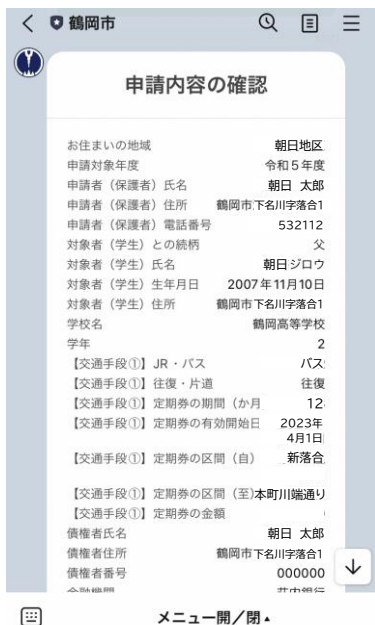 鶴岡市
申請内容の確認
お住まいの地域 朝日地区
申請対象年度 令和５年度
申請者（保護者）氏名 朝日 太郎
申請者（保護者）住所 鶴岡市下名川字落合1
申請者（保護者）電話番号 532112
対象者（学生）との続柄 父
対象者（学生）氏名 朝日ジロウ
対象者（学生）生年月日 2007年11月10日
対象者（学生）住所 鶴岡市下名川字落合1
学校名 鶴岡高等学校
学年 2
【交通手段①】JR・バス バス
【交通手段①】往復・片道 往復
【交通手段①】定期券の期間（か月 12
【交通手段①】定期券の有効開始日 2023年
4月1日
【交通手段①】定期券の区間（自） 新落合
【交通手段①】定期券の区間（至）本町川端通り
【交通手段①】定期券の金額
債権者氏名 朝日 太郎
債権者住所 鶴岡市下名川字落合1
債権者番号 000000
金融機関 荘内銀行
メニュー開／閉▲